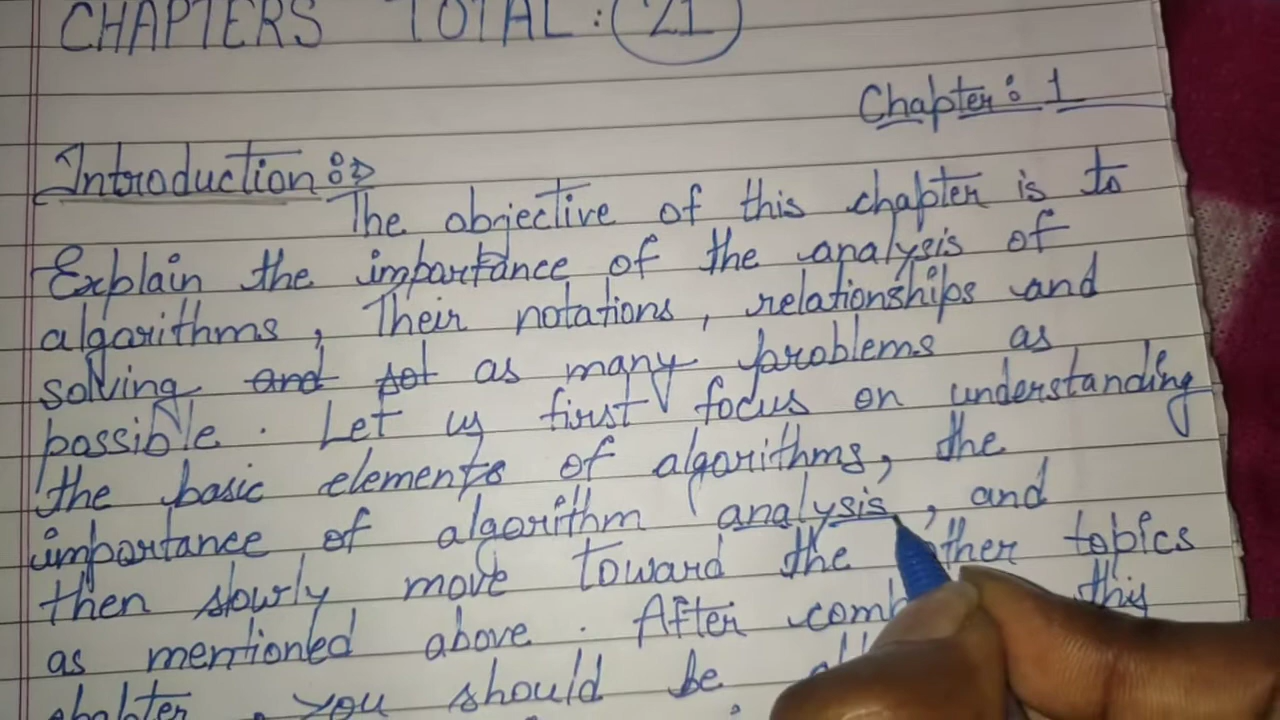 CHAPTERS TOTAL : 21
Chapter : 1
Introduction :->
The objective of this chapter is to
Explain the importance of the analysis of
algorithms, Their notations, relationships and
solving and sol as many problems as
possible. Let us first focus on understanding
the basic elements of algorithms, the
importance of algorithm analysis, and
then slowly move toward the other topics
as mentioned above. After this
chapter, you should be